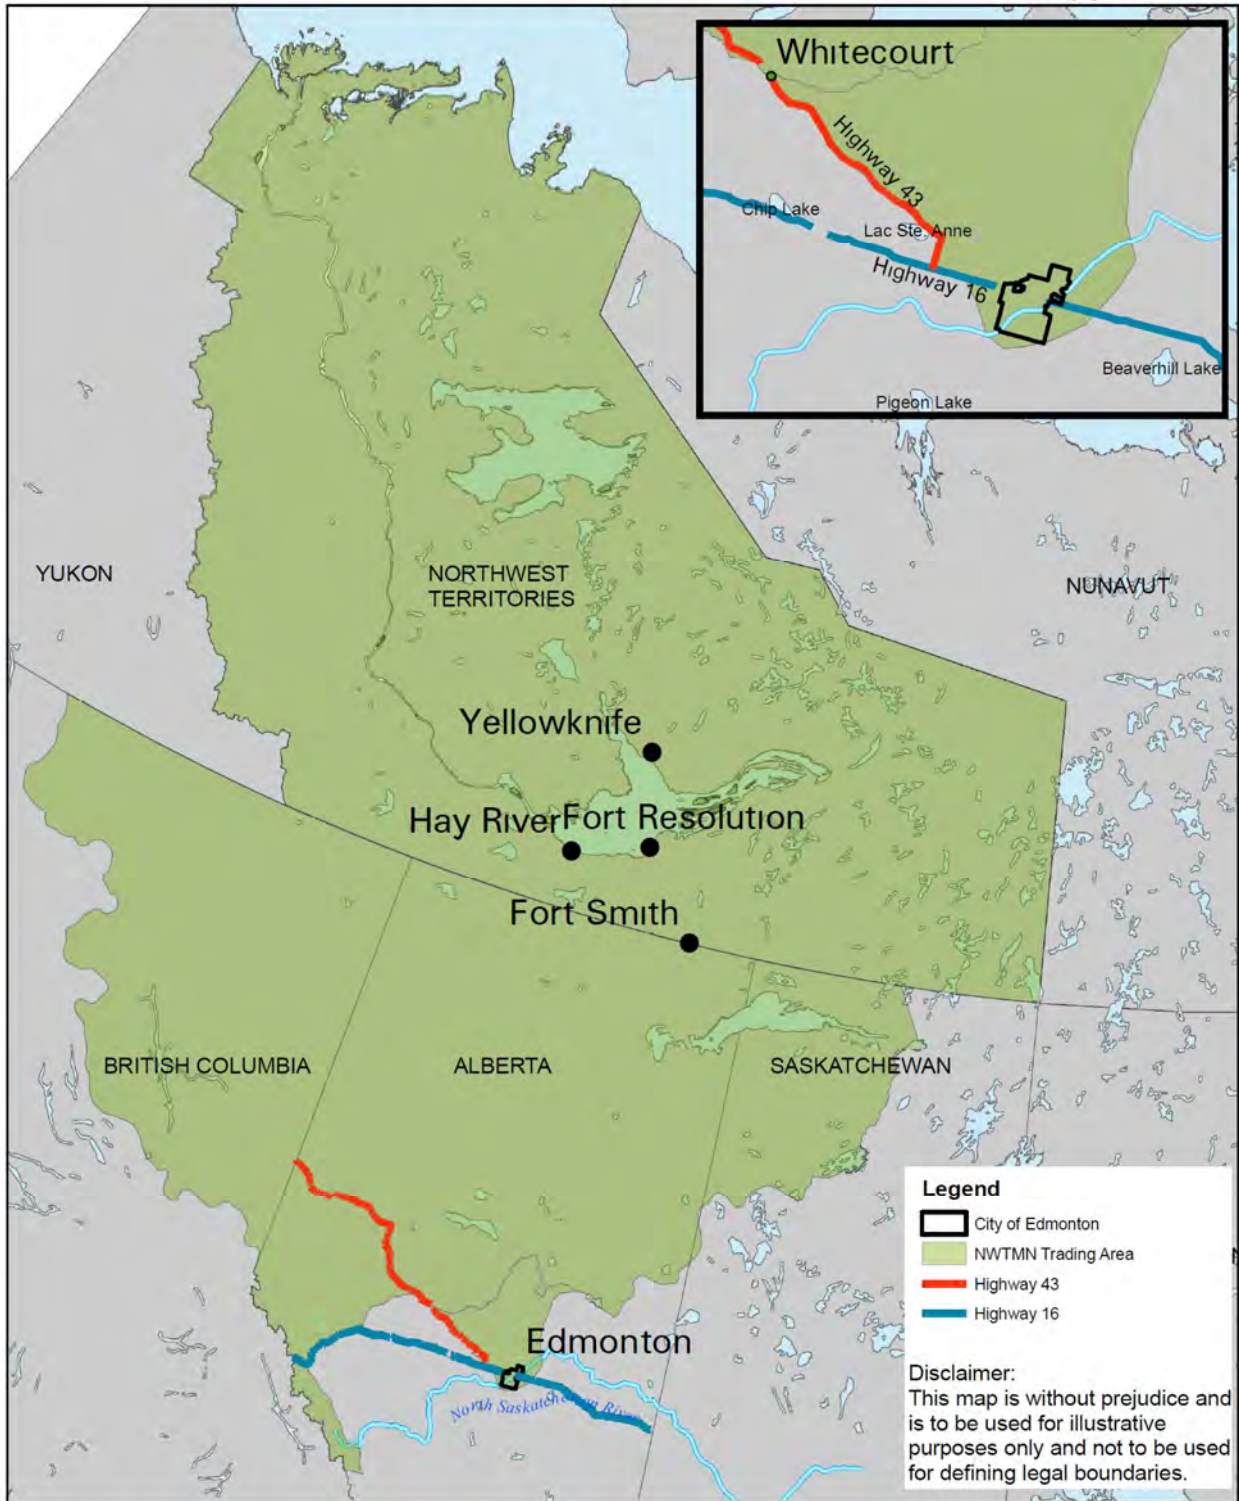 Whitecourt
Highway 43
Chip Lake
Lac Ste. Anne
Highway 16
Beaverhill Lake
Pigeon Lake
YUKON
NORTHWEST
TERRITORIES
NUNAVUT
Yellowknife
Hay River
Fort Resolution
Fort Smith
BRITISH COLUMBIA
ALBERTA
SASKATCHEWAN
Edmonton
North Saskatchewan River
Legend
City of Edmonton
NWTMN Trading Area
Highway 43
Highway 16
Disclaimer:
This map is without prejudice and
is to be used for illustrative
purposes only and not to be used
for defining legal boundaries.